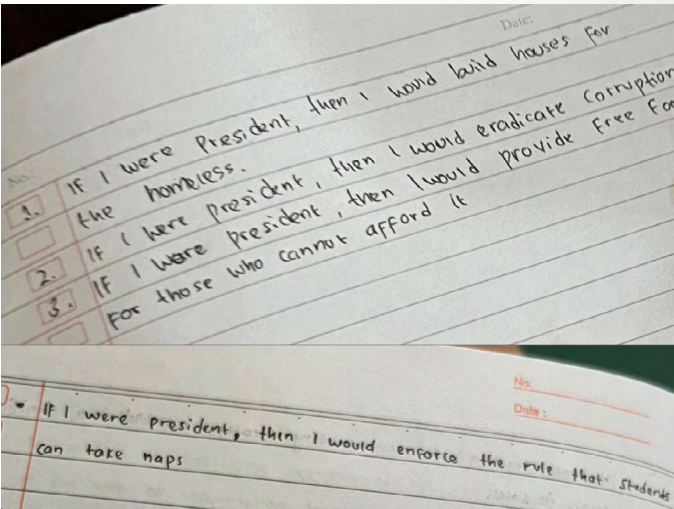 Date:
No:
1. If I were President, then I would build houses for
the homeless.
2. If I were president, then I would eradicate corruption
3. If I were president, then I would provide free
for those who cannot afford it
No.
Date:
• If I were president, then I would enforce the rule that students
can take naps